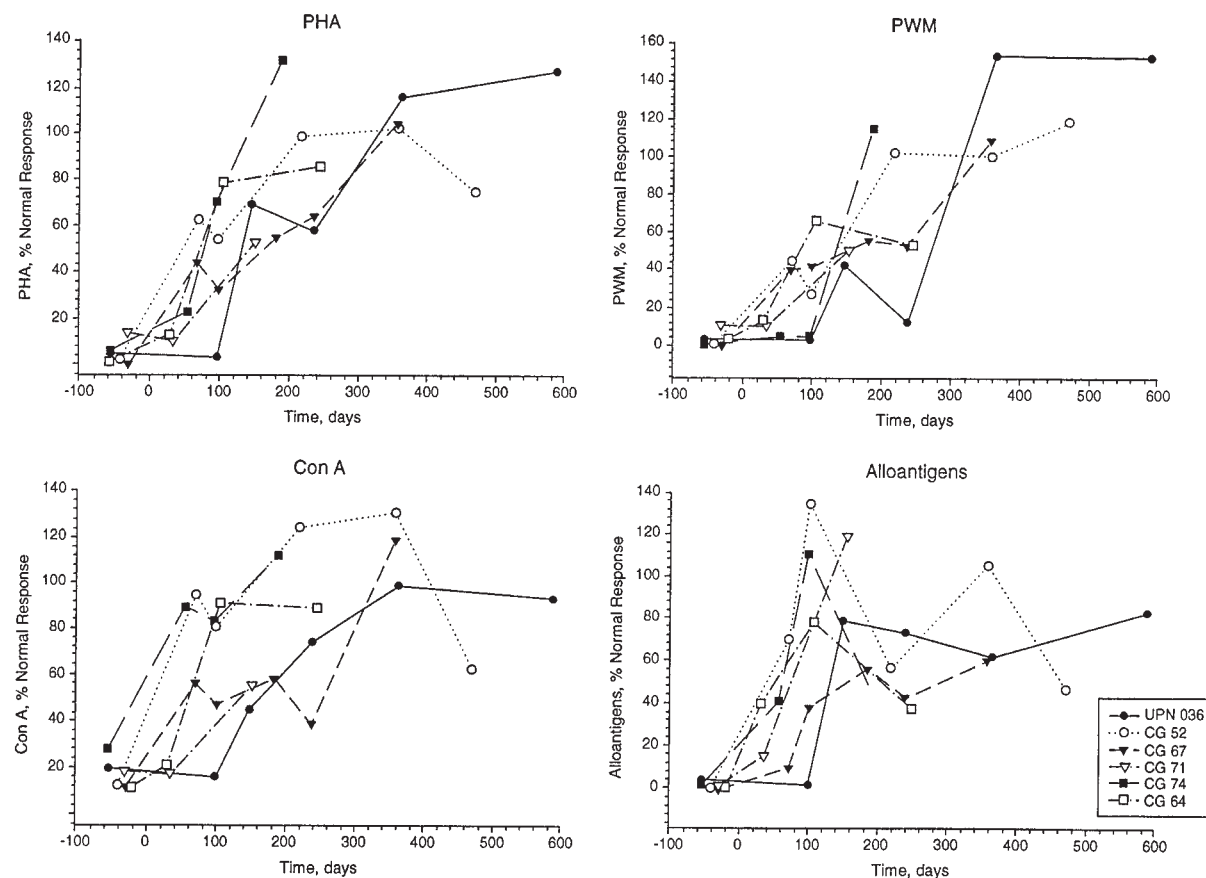 PHA
140
120
100
80
60
40
20
PHA, % Normal Response
-100 0 100 200 300 400 500 600
Time, days
PWM
160
140
120
100
80
60
40
20
0
PWM, % Normal Response
-100 0 100 200 300 400 500 600
Time, days
Con A
140
120
100
80
60
40
20
Con A, % Normal Response
-100 0 100 200 300 400 500 600
Time, days
Alloantigens
140
120
100
80
60
40
20
0
Alloantigens, % Normal Response
-100 0 100 200 300 400 500 600
Time, days
UPN 036
CG 52
CG 67
CG 71
CG 74
CG 64